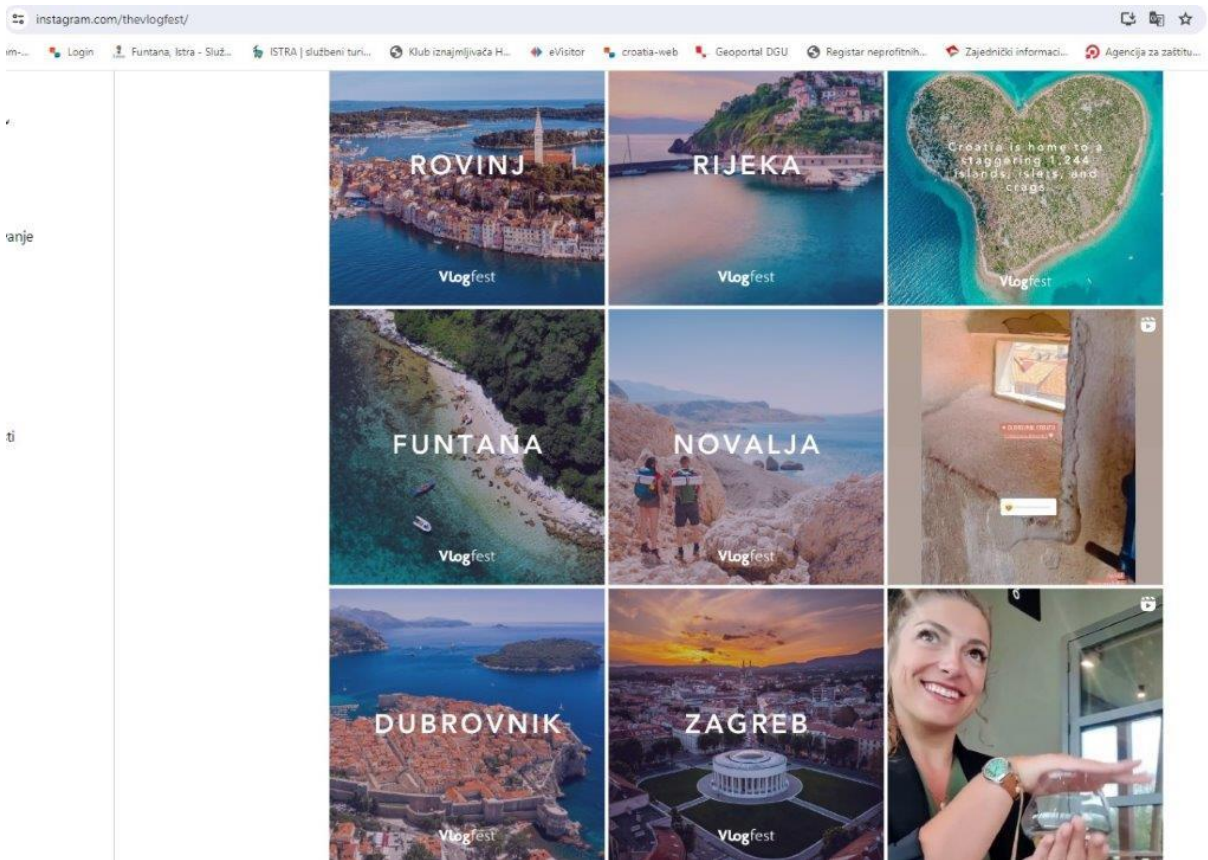 instagram.com/thevlogfest/
Login
Funtana, Istra - Služ...
ISTRA | službeni turi...
Klub iznajmljivača H...
eVisitor
croatia-web
Geoportal DGU
Registar neprofitnih...
Zajednički informaci...
Agencija za zaštitu...
ROVINJ
Vlogfest
RIJEKA
Vlogfest
Croatia is home to a
staggering 1,244
islands, islets, and
crags
Vlogfest
vanje
FUNTANA
Vlogfest
NOVALJA
Vlogfest
ti
DUBROVNIK
Vlogfest
ZAGREB
Vlogfest